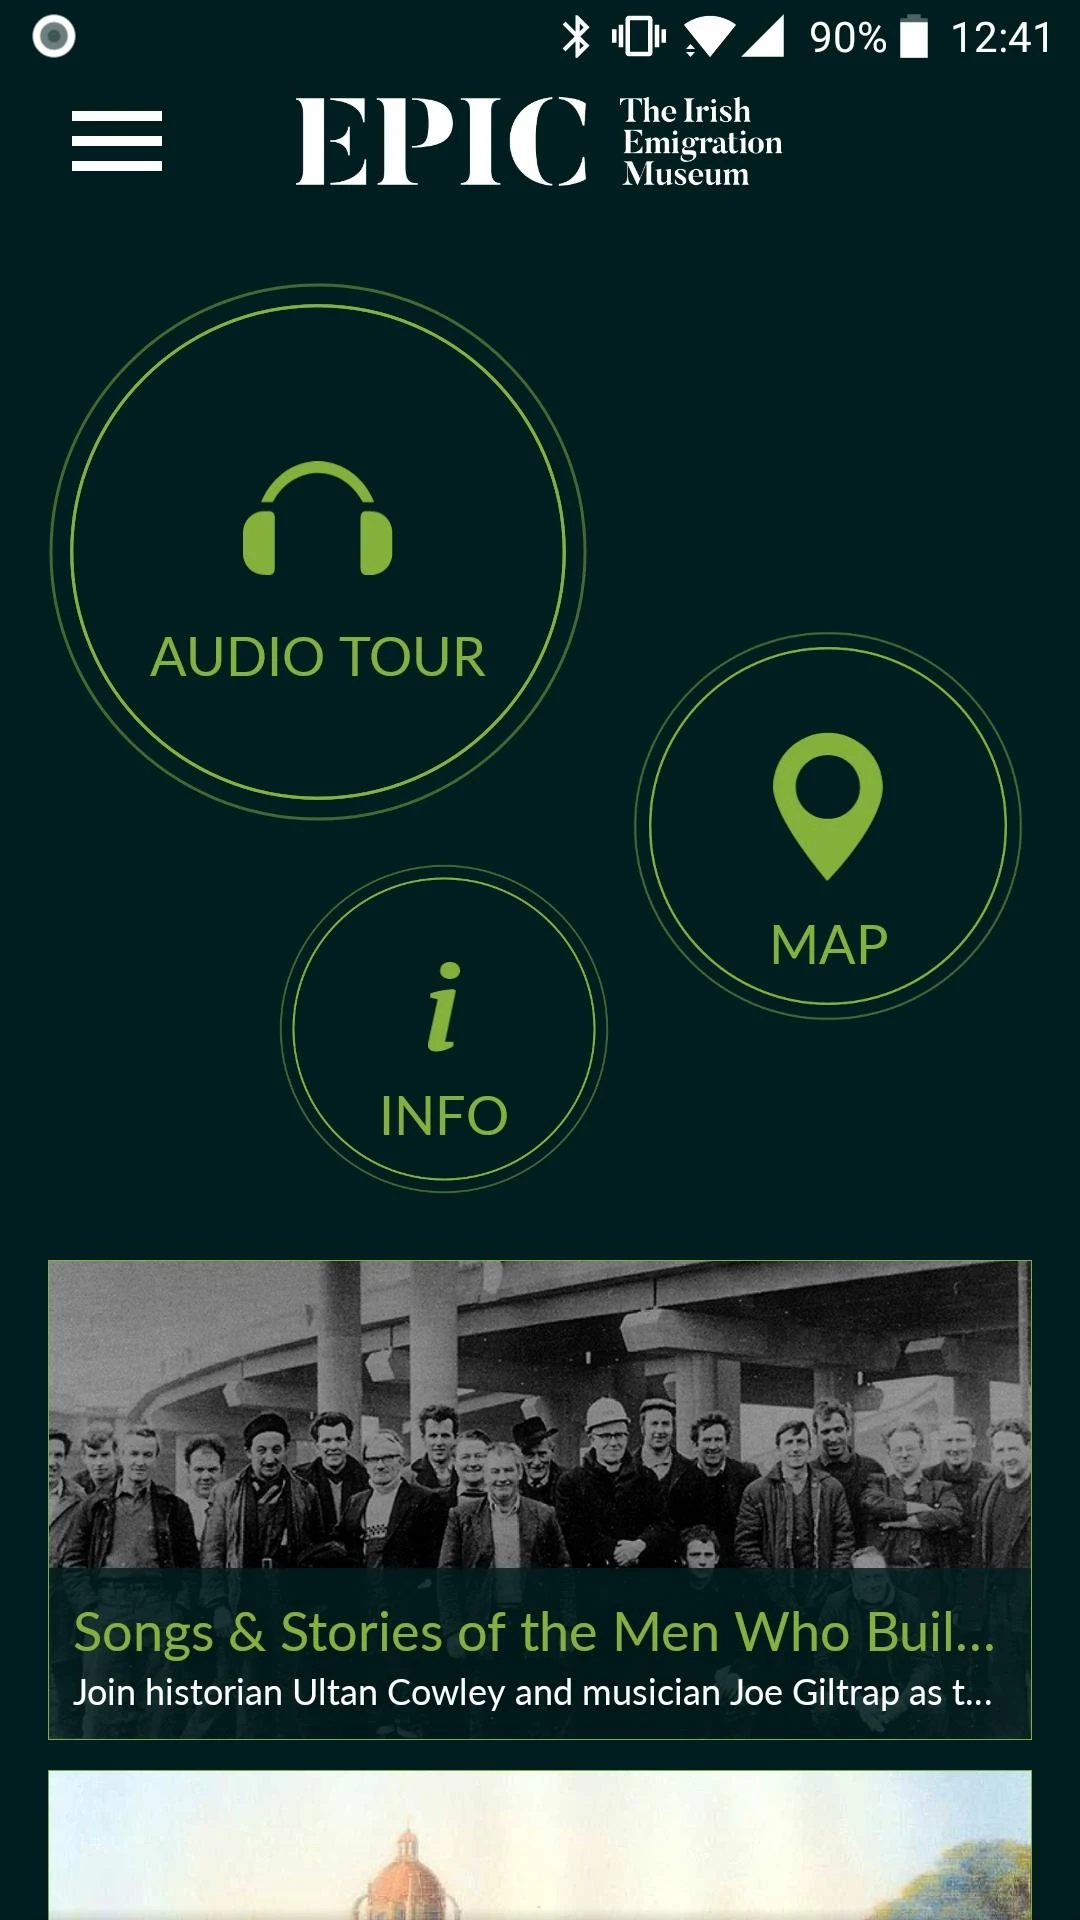 90% 12:41
EPIC The Irish
Emigration
Museum
AUDIO TOUR
MAP
i
INFO
Songs & Stories of the Men Who Buil...
Join historian Ultan Cowley and musician Joe Giltrap as t...